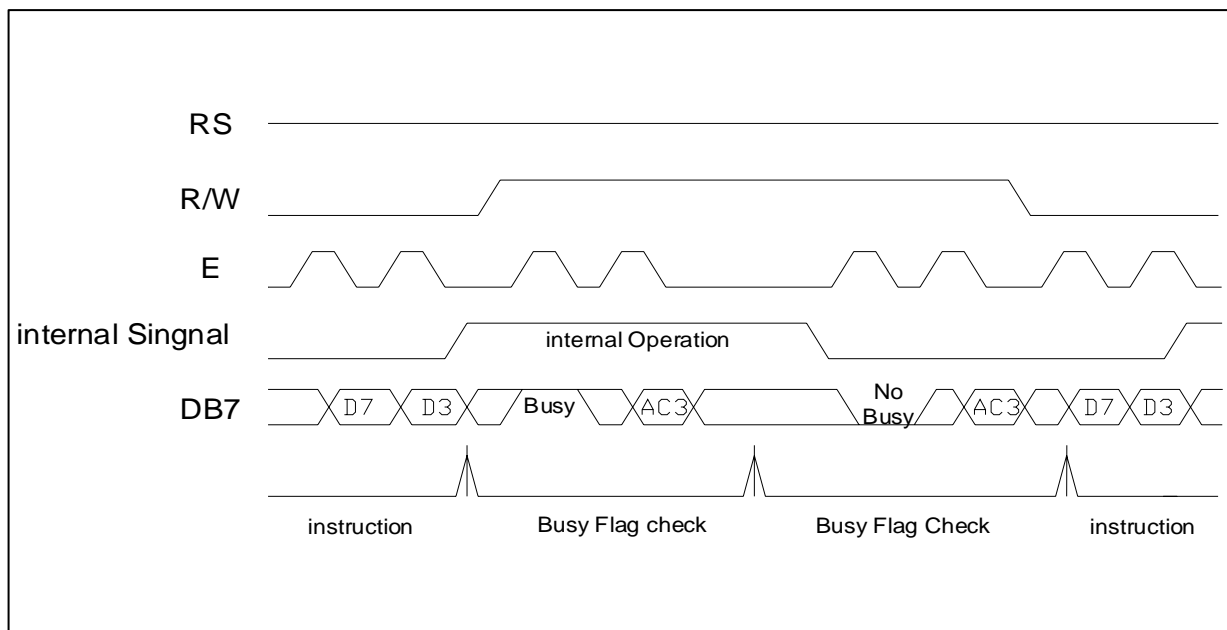 RS
R/W
E
internal Singnal
internal Operation
DB7
D7
D3
Busy
AC3
No
Busy
AC3
D7
D3
instruction
Busy Flag check
Busy Flag Check
instruction